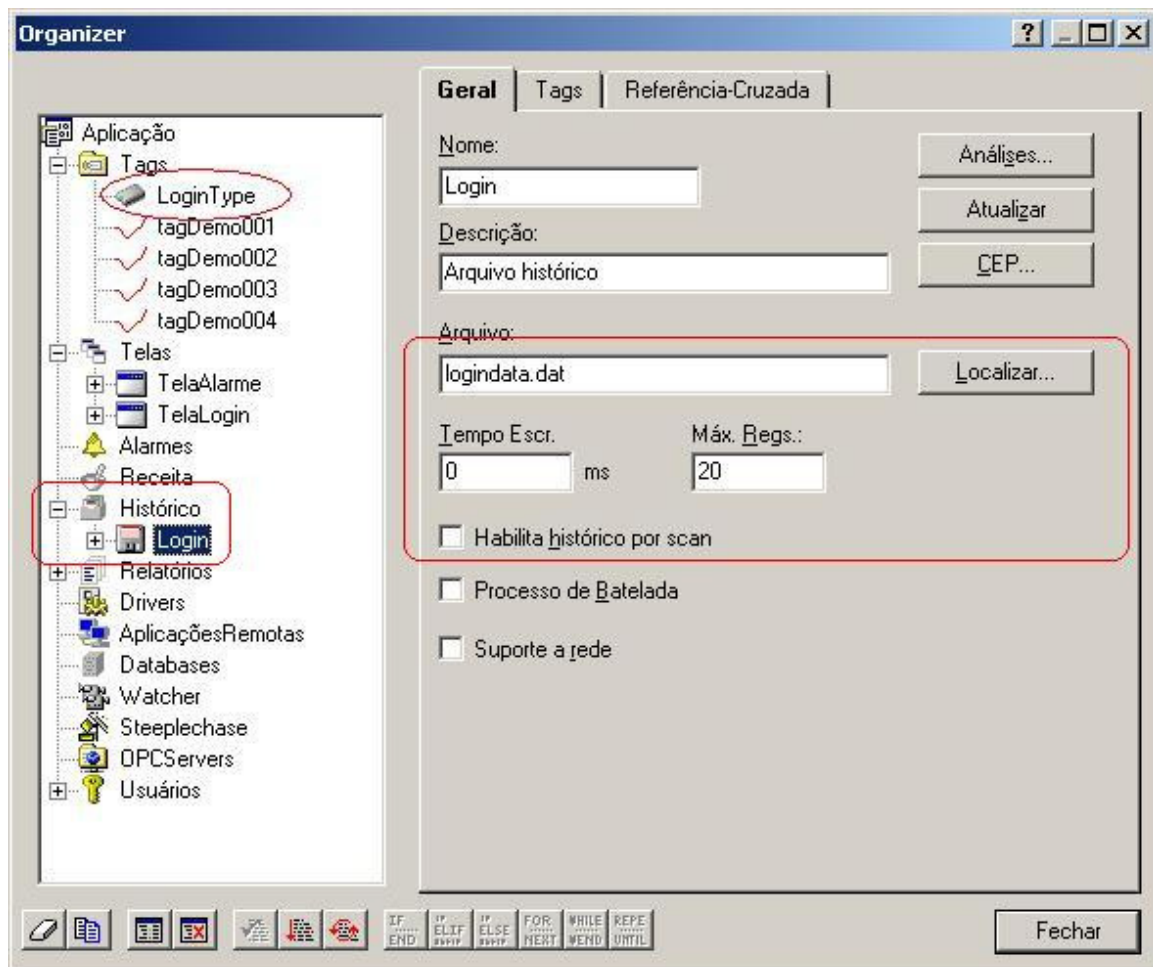 Organizer
Aplicação
Tags
LoginType
tagDemo001
tagDemo002
tagDemo003
tagDemo004
Telas
TelaAlarme
TelaLogin
Alarmes
Receita
Histórico
Login
Relatórios
Drivers
AplicaçõesRemotas
Databases
Watcher
Steeplechase
OPCServers
Usuários
Geral Tags Referência-Cruzada
Nome:
Login
Análises...
Atualizar
Descrição:
Arquivo histórico
CEP...
Arquivo:
logindata.dat
Localizar...
Tempo Escr. Máx. Regs.:
0 ms 20
Habilita histórico por scan
Processo de Batelada
Suporte a rede
IF END
IF ELIF
IF ELSE
FOR NEXT
WHILE WEND
REPE UNTIL
Fechar